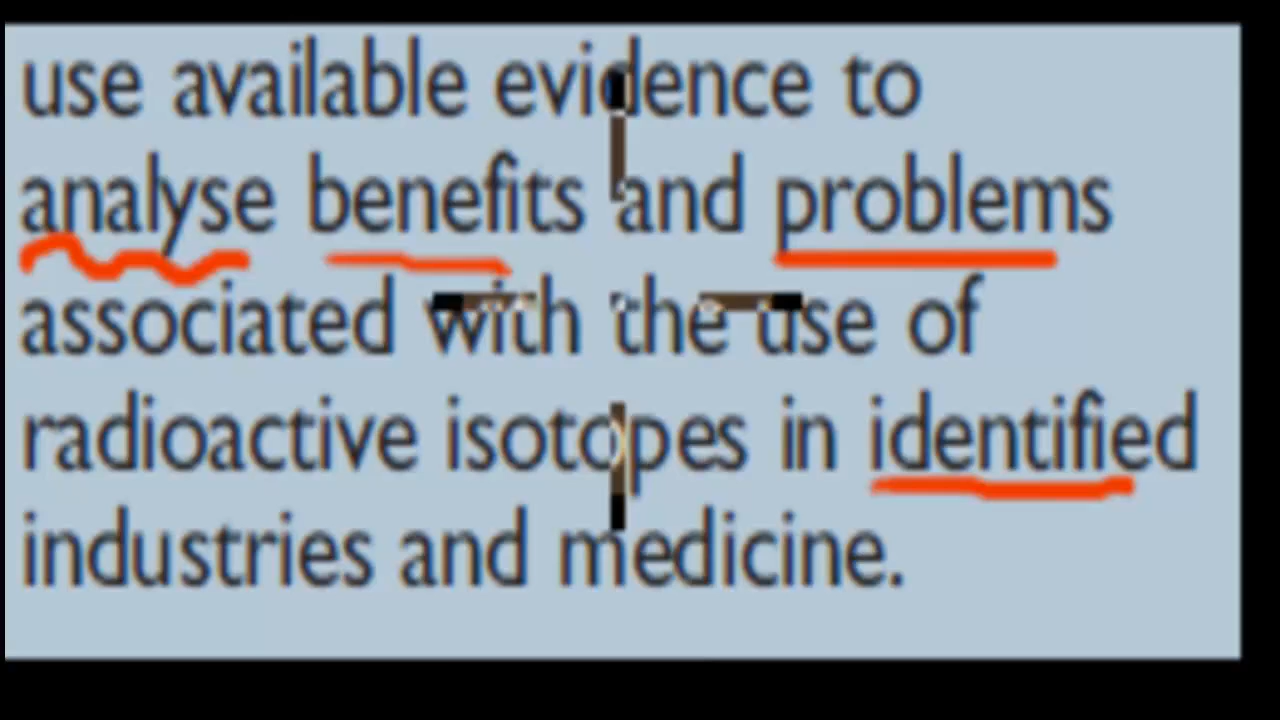 use available evidence to
analyse benefits and problems
associated with the use of
radioactive isotopes in identified
industries and medicine.